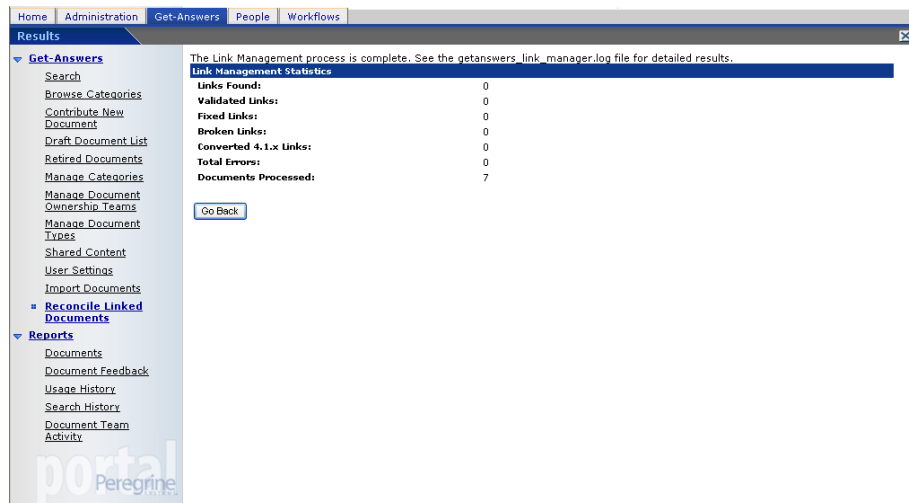 Home Administration Get-Answers People Workflows
Results
Get-Answers
Search
Browse Categories
Contribute New
Document
Draft Document List
Retired Documents
Manage Categories
Manage Document
Ownership Teams
Manage Document
Types
Shared Content
User Settings
Import Documents
Reconcile Linked
Documents
Reports
Documents
Document Feedback
Usage History
Search History
Document Team
Activity
portal
Peregrine
The Link Management process is complete. See the getanswers_link_manager.log file for detailed results.
Link Management Statistics
Links Found: 0
Validated Links: 0
Fixed Links: 0
Broken Links: 0
Converted 4.1.x Links: 0
Total Errors: 0
Documents Processed: 7
Go Back